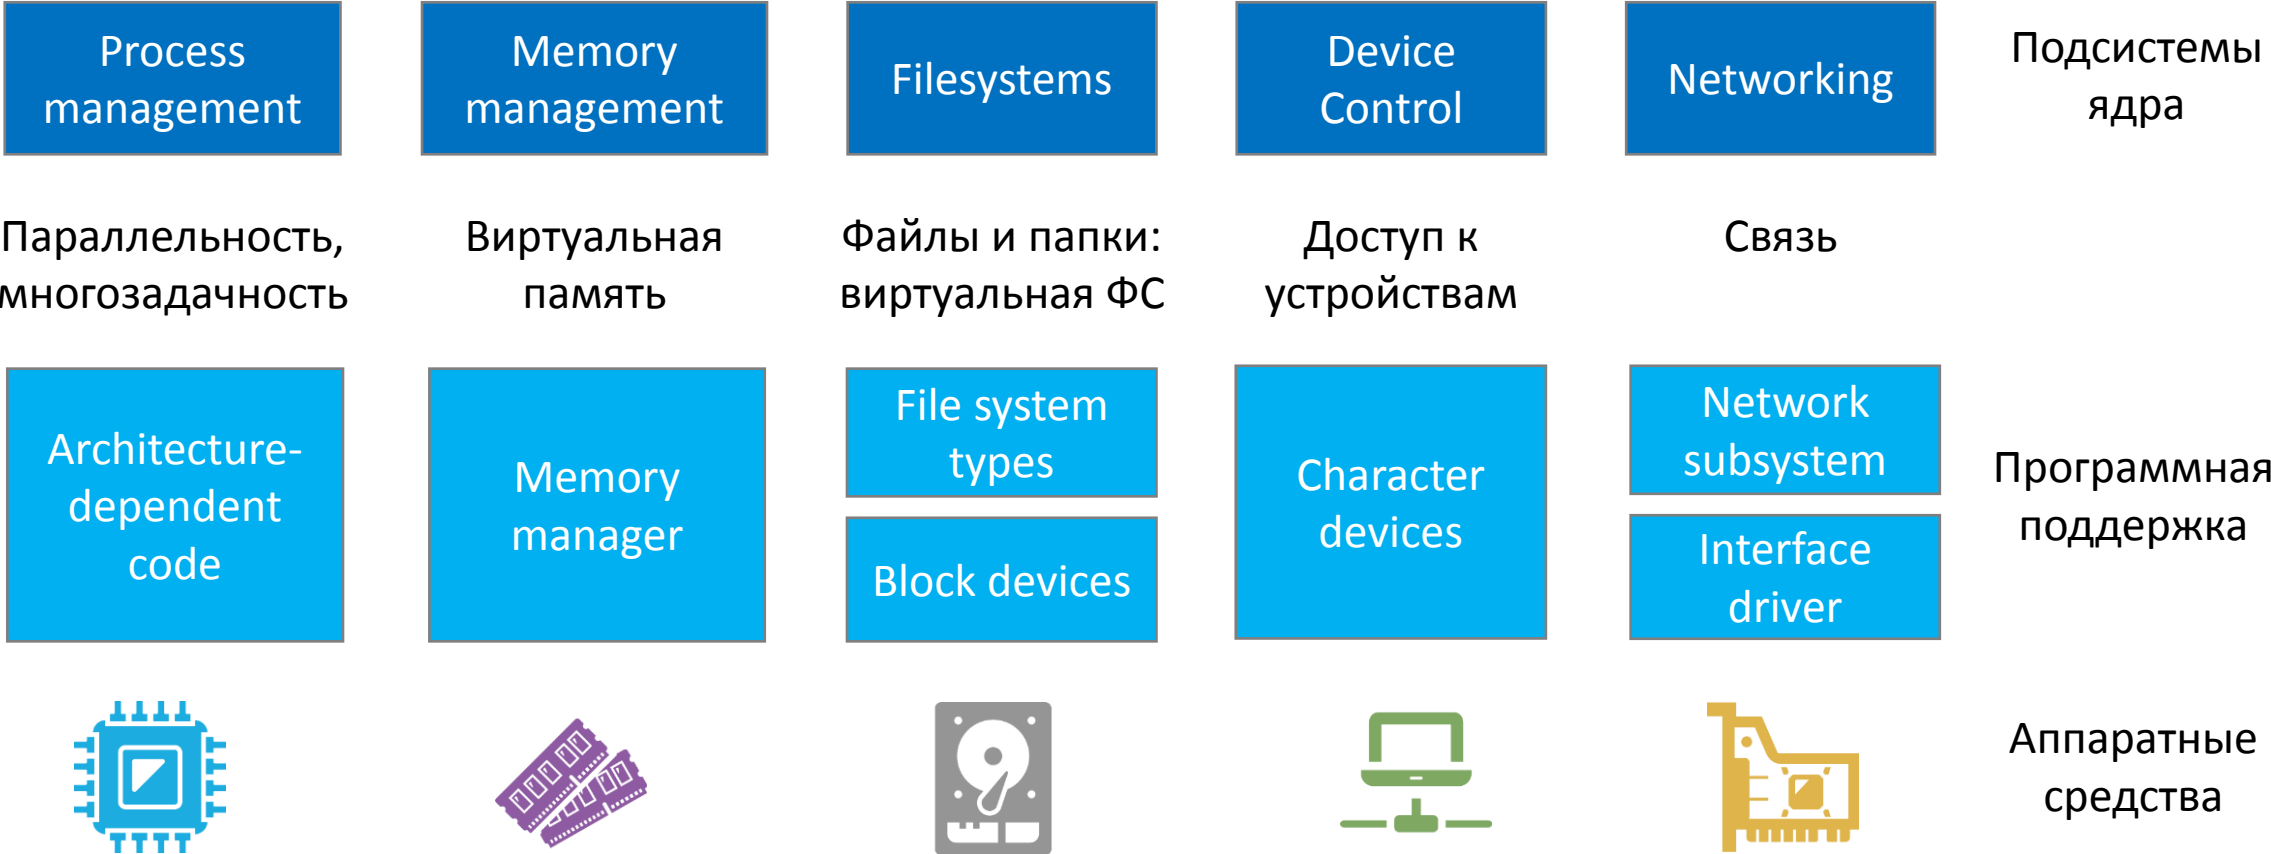 Process
management
Memory
management
Filesystems
Device
Control
Networking
Подсистемы
ядра
Параллельность,
многозадачность
Виртуальная
память
Файлы и папки:
виртуальная ФС
Доступ к
устройствам
Связь
Architecture-
dependent
code
Memory
manager
File system
types
Block devices
Character
devices
Network
subsystem
Interface
driver
Программная
поддержка
Аппаратные
средства